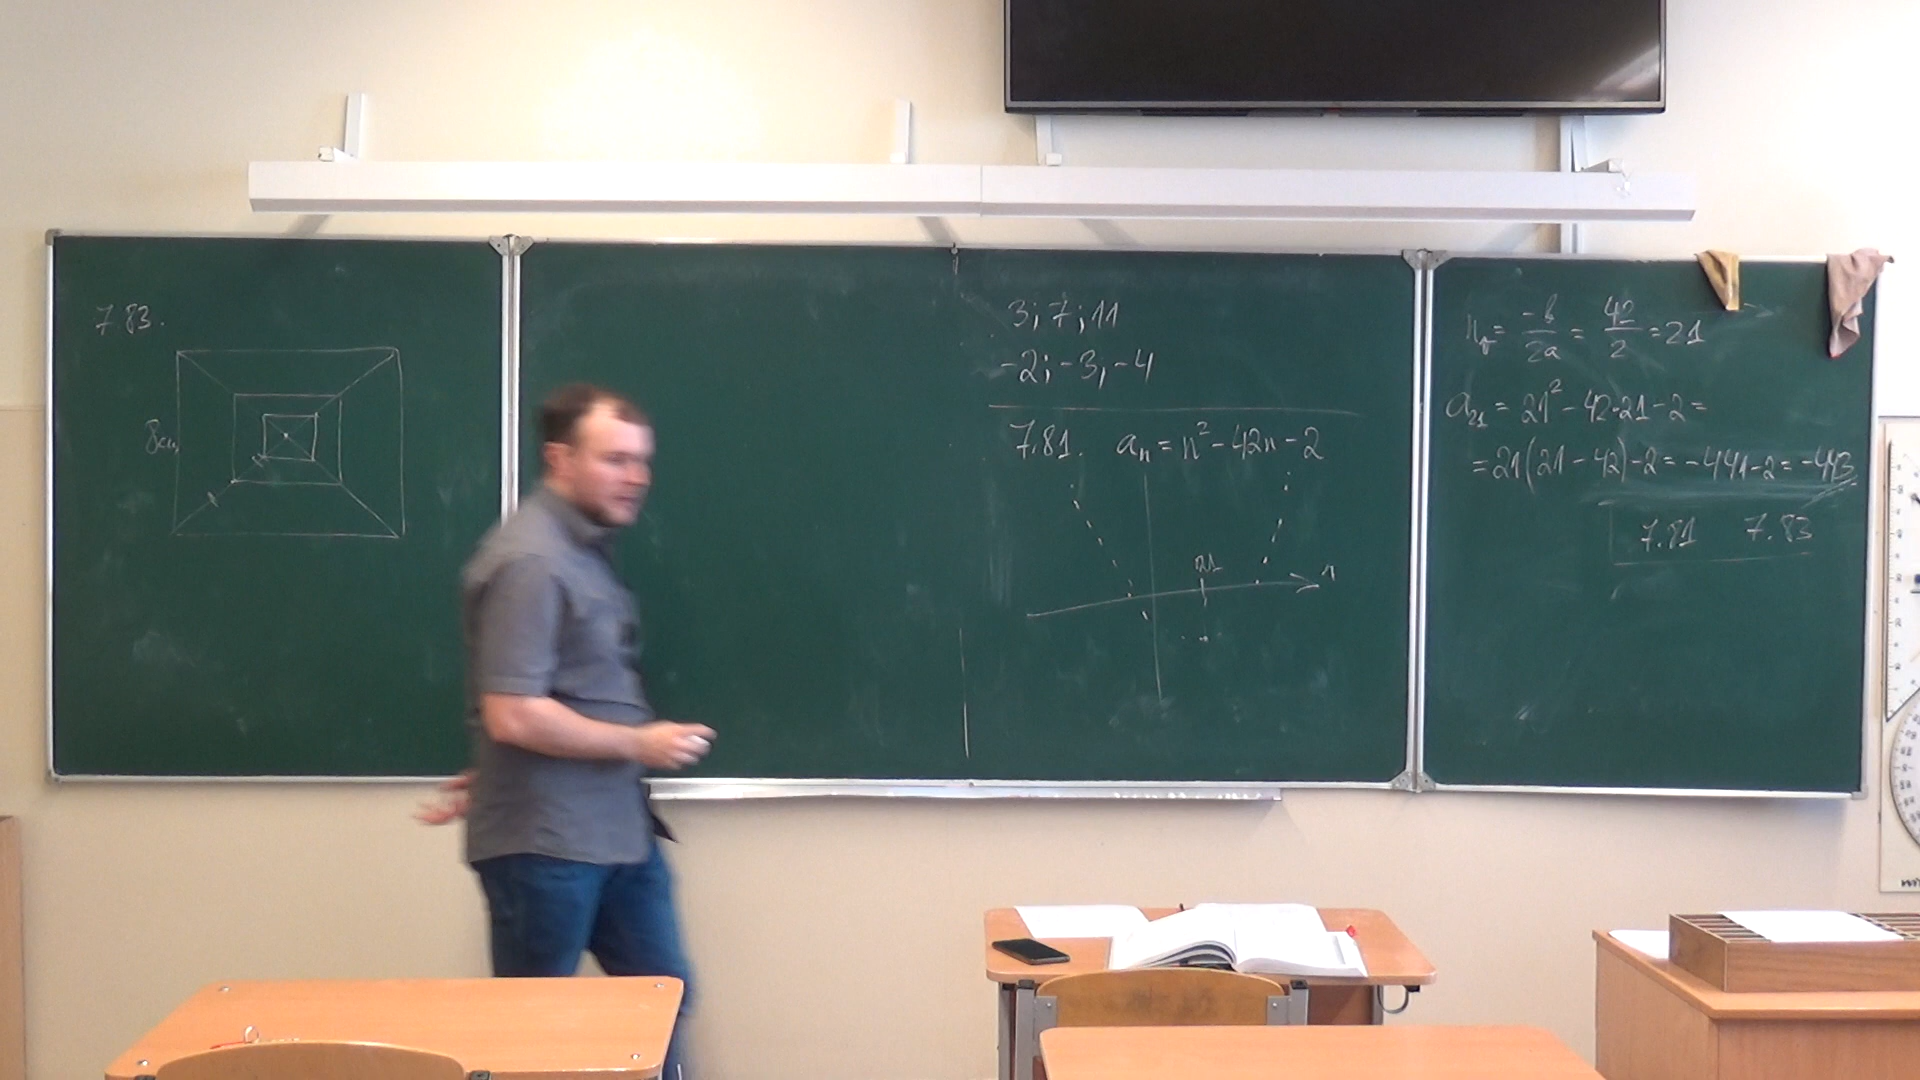 7.83.
8см
3; 7; 11
-2; -3, -4
7.81. aₙ = n² - 42n - 2
21
n₀ = -b/2a = 42/2 = 21
a₂₁ = 21² - 42·21 - 2 =
= 21(21 - 42) - 2 = -441 - 2 = -443
7.81 7.83